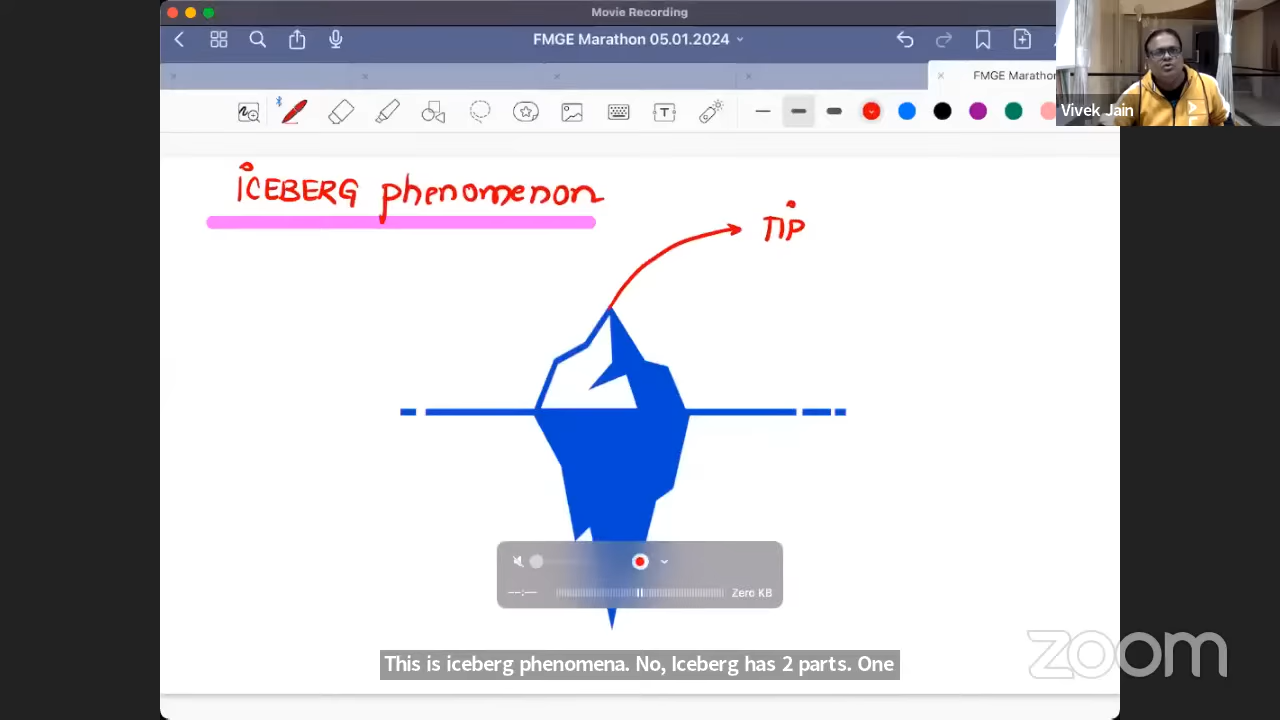 Movie Recording
FMGE Marathon 05.01.2024
FMGE Marathon
Vivek Jain
ICEBERG phenomenon
TIP
--:--
Zero KB
This is iceberg phenomena. No, Iceberg has 2 parts. One
zoom